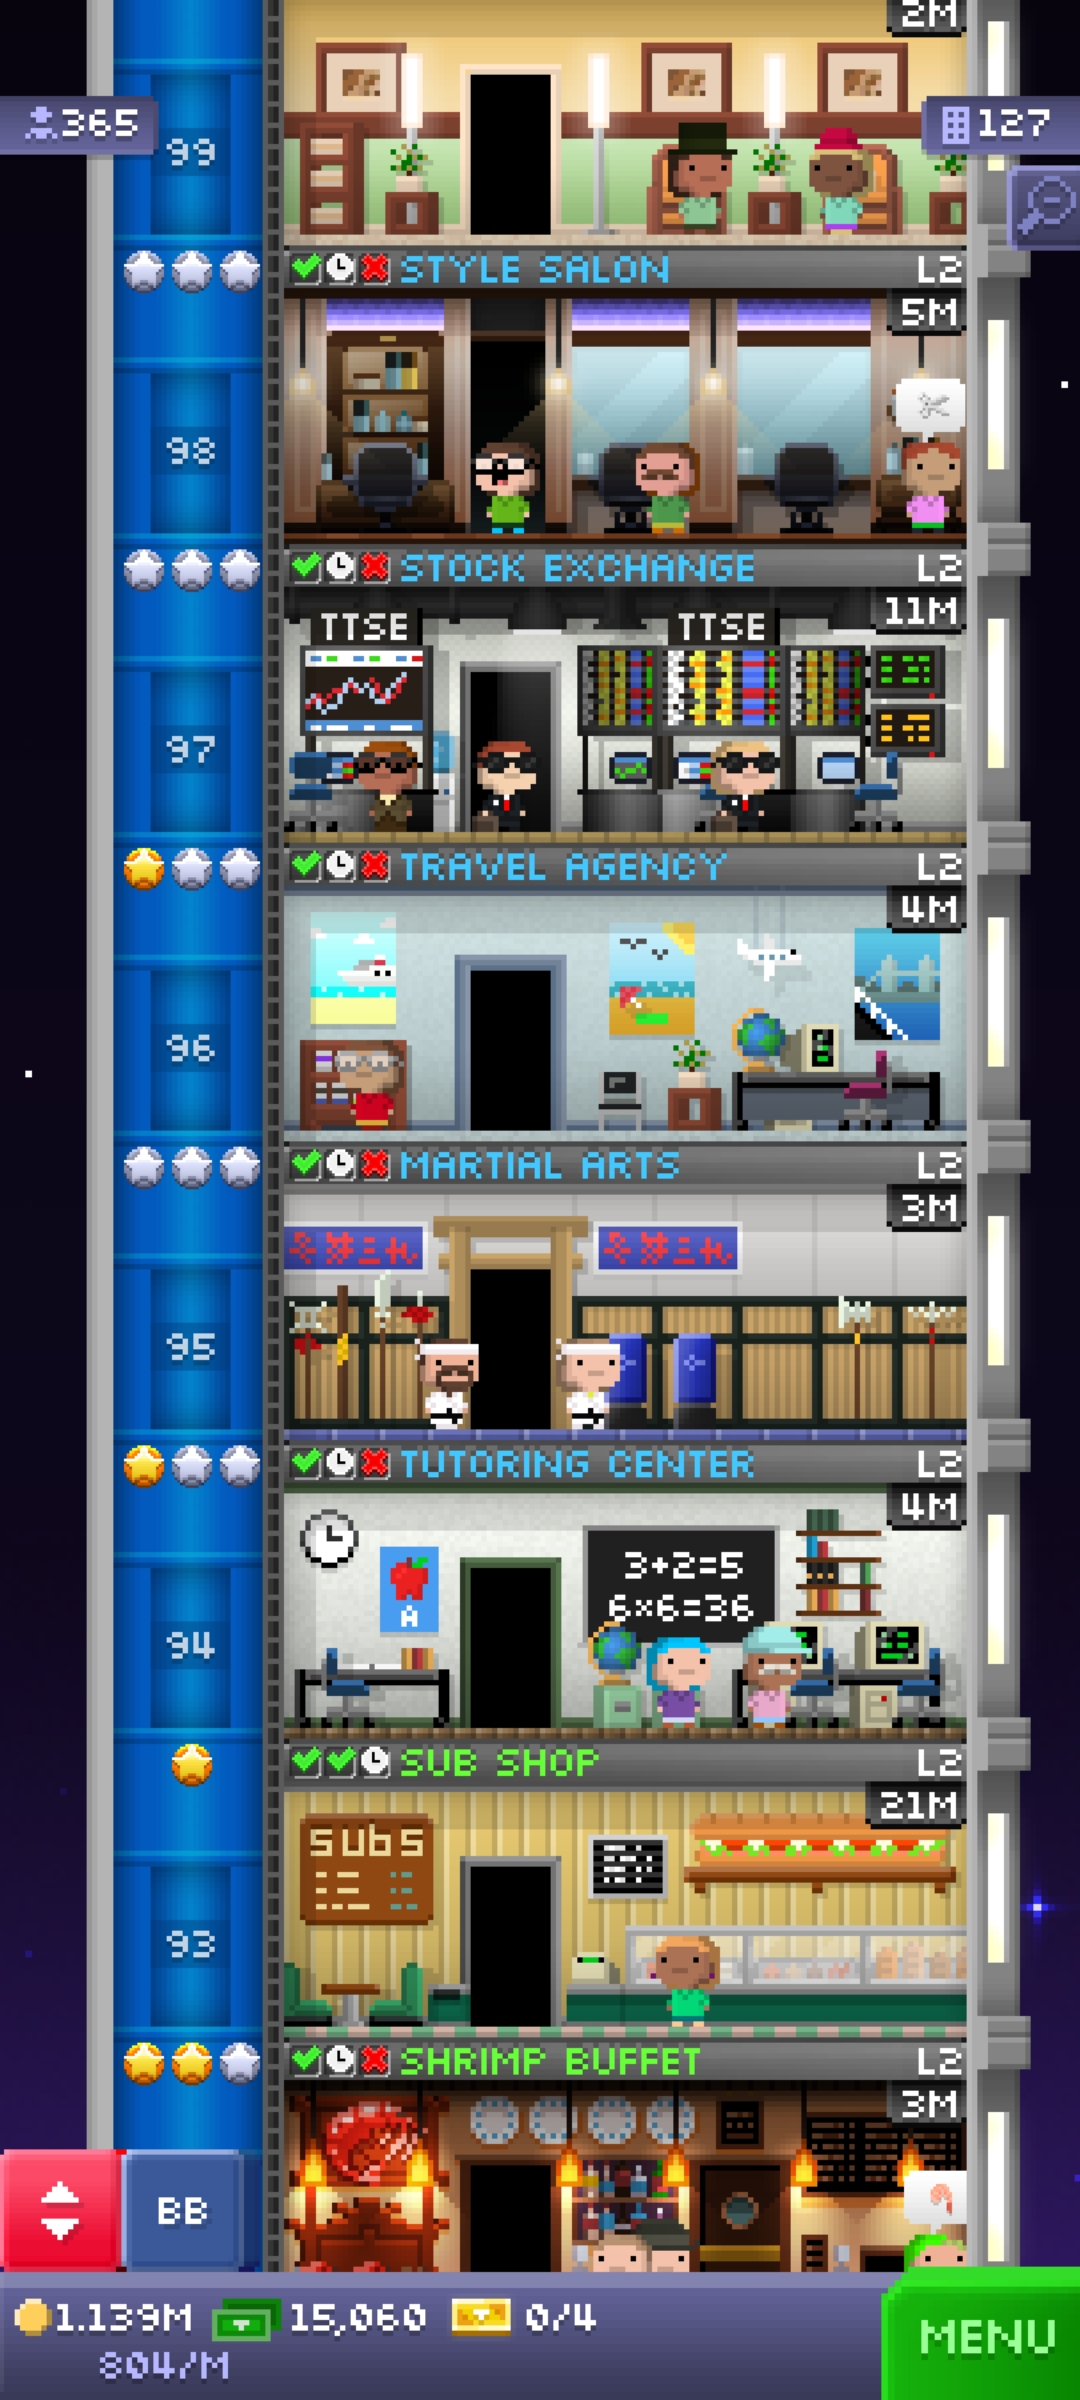 2M
365
127
99
STYLE SALON L2
5M
98
STOCK EXCHANGE L2
11M
TTSE TTSE
97
TRAVEL AGENCY L2
4M
96
MARTIAL ARTS L2
3M
95
TUTORING CENTER L2
4M
3+2=5
A
6×6=36
94
SUB SHOP L2
21M
SUBS
93
SHRIMP BUFFET L2
3M
BB
1.139M 15,060 0/4
804/M
MENU